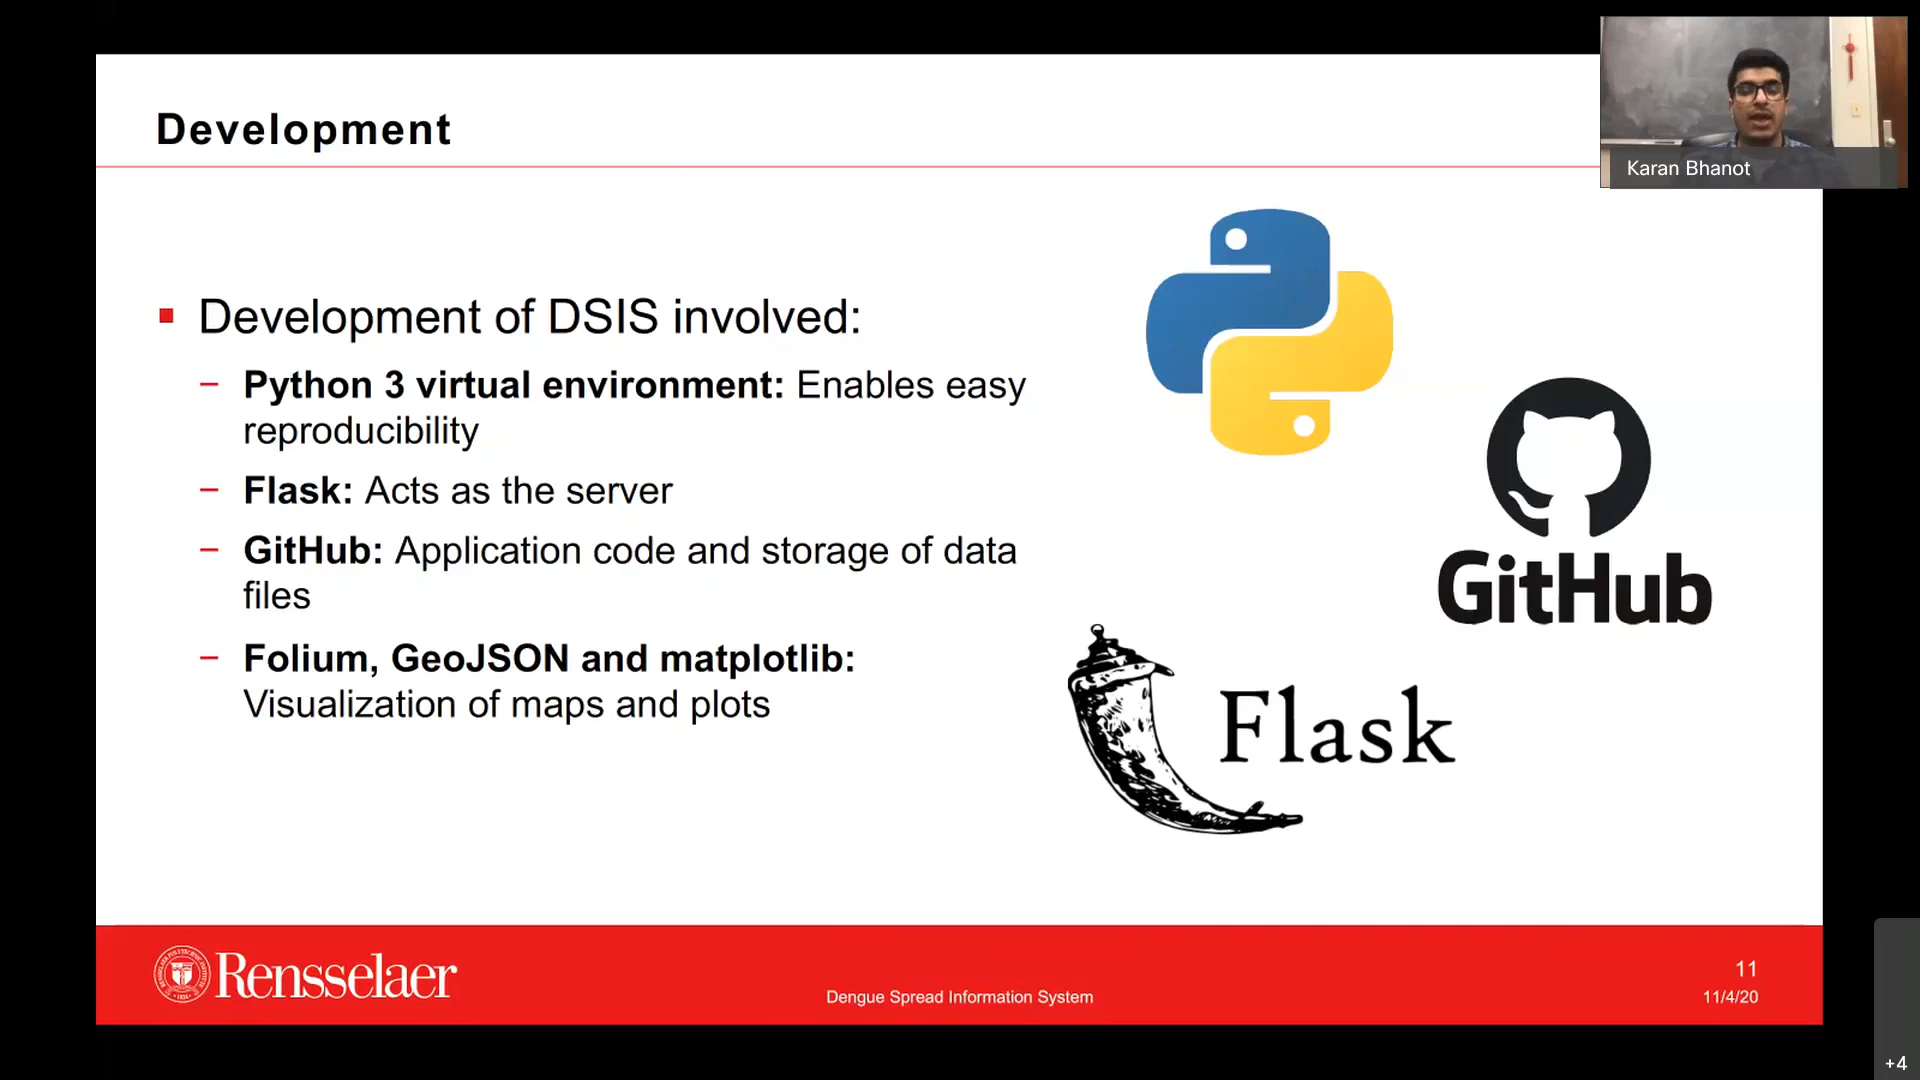 Karan Bhanot
Development
Development of DSIS involved:
Python 3 virtual environment: Enables easy
reproducibility
Flask: Acts as the server
GitHub: Application code and storage of data
files
Folium, GeoJSON and matplotlib:
Visualization of maps and plots
GitHub
Flask
Rensselaer
Dengue Spread Information System
11
11/4/20
+4